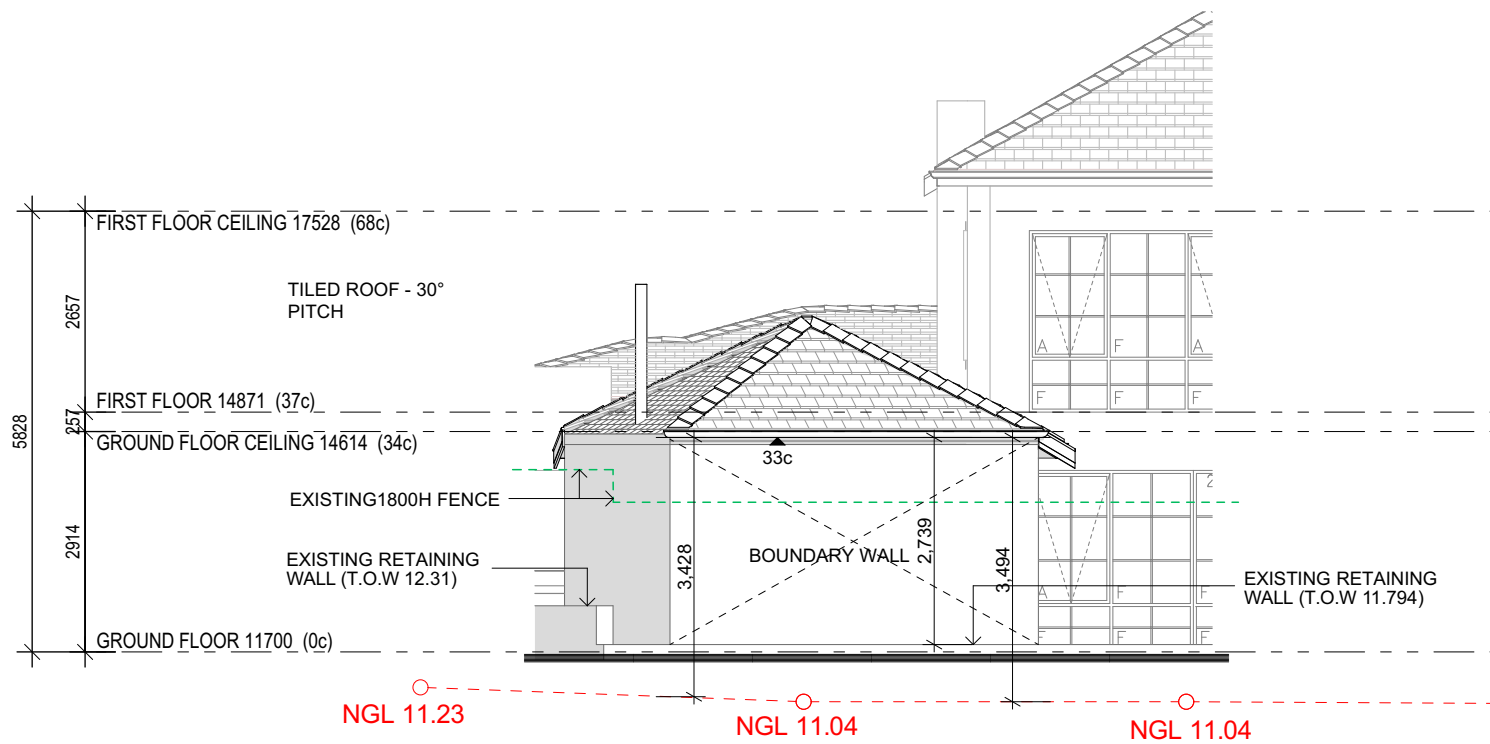 FIRST FLOOR CEILING 17528 (68c)
TILED ROOF - 30°
PITCH
2657
A
F
A
F
F
F
FIRST FLOOR 14871 (37c)
257
5828
GROUND FLOOR CEILING 14614 (34c)
33c
2
EXISTING1800H FENCE
2914
BOUNDARY WALL
2,739
3,428
3,494
EXISTING RETAINING
WALL (T.O.W 12.31)
EXISTING RETAINING
WALL (T.O.W 11.794)
A
F
F
F
F
F
GROUND FLOOR 11700 (0c)
NGL 11.23
NGL 11.04
NGL 11.04